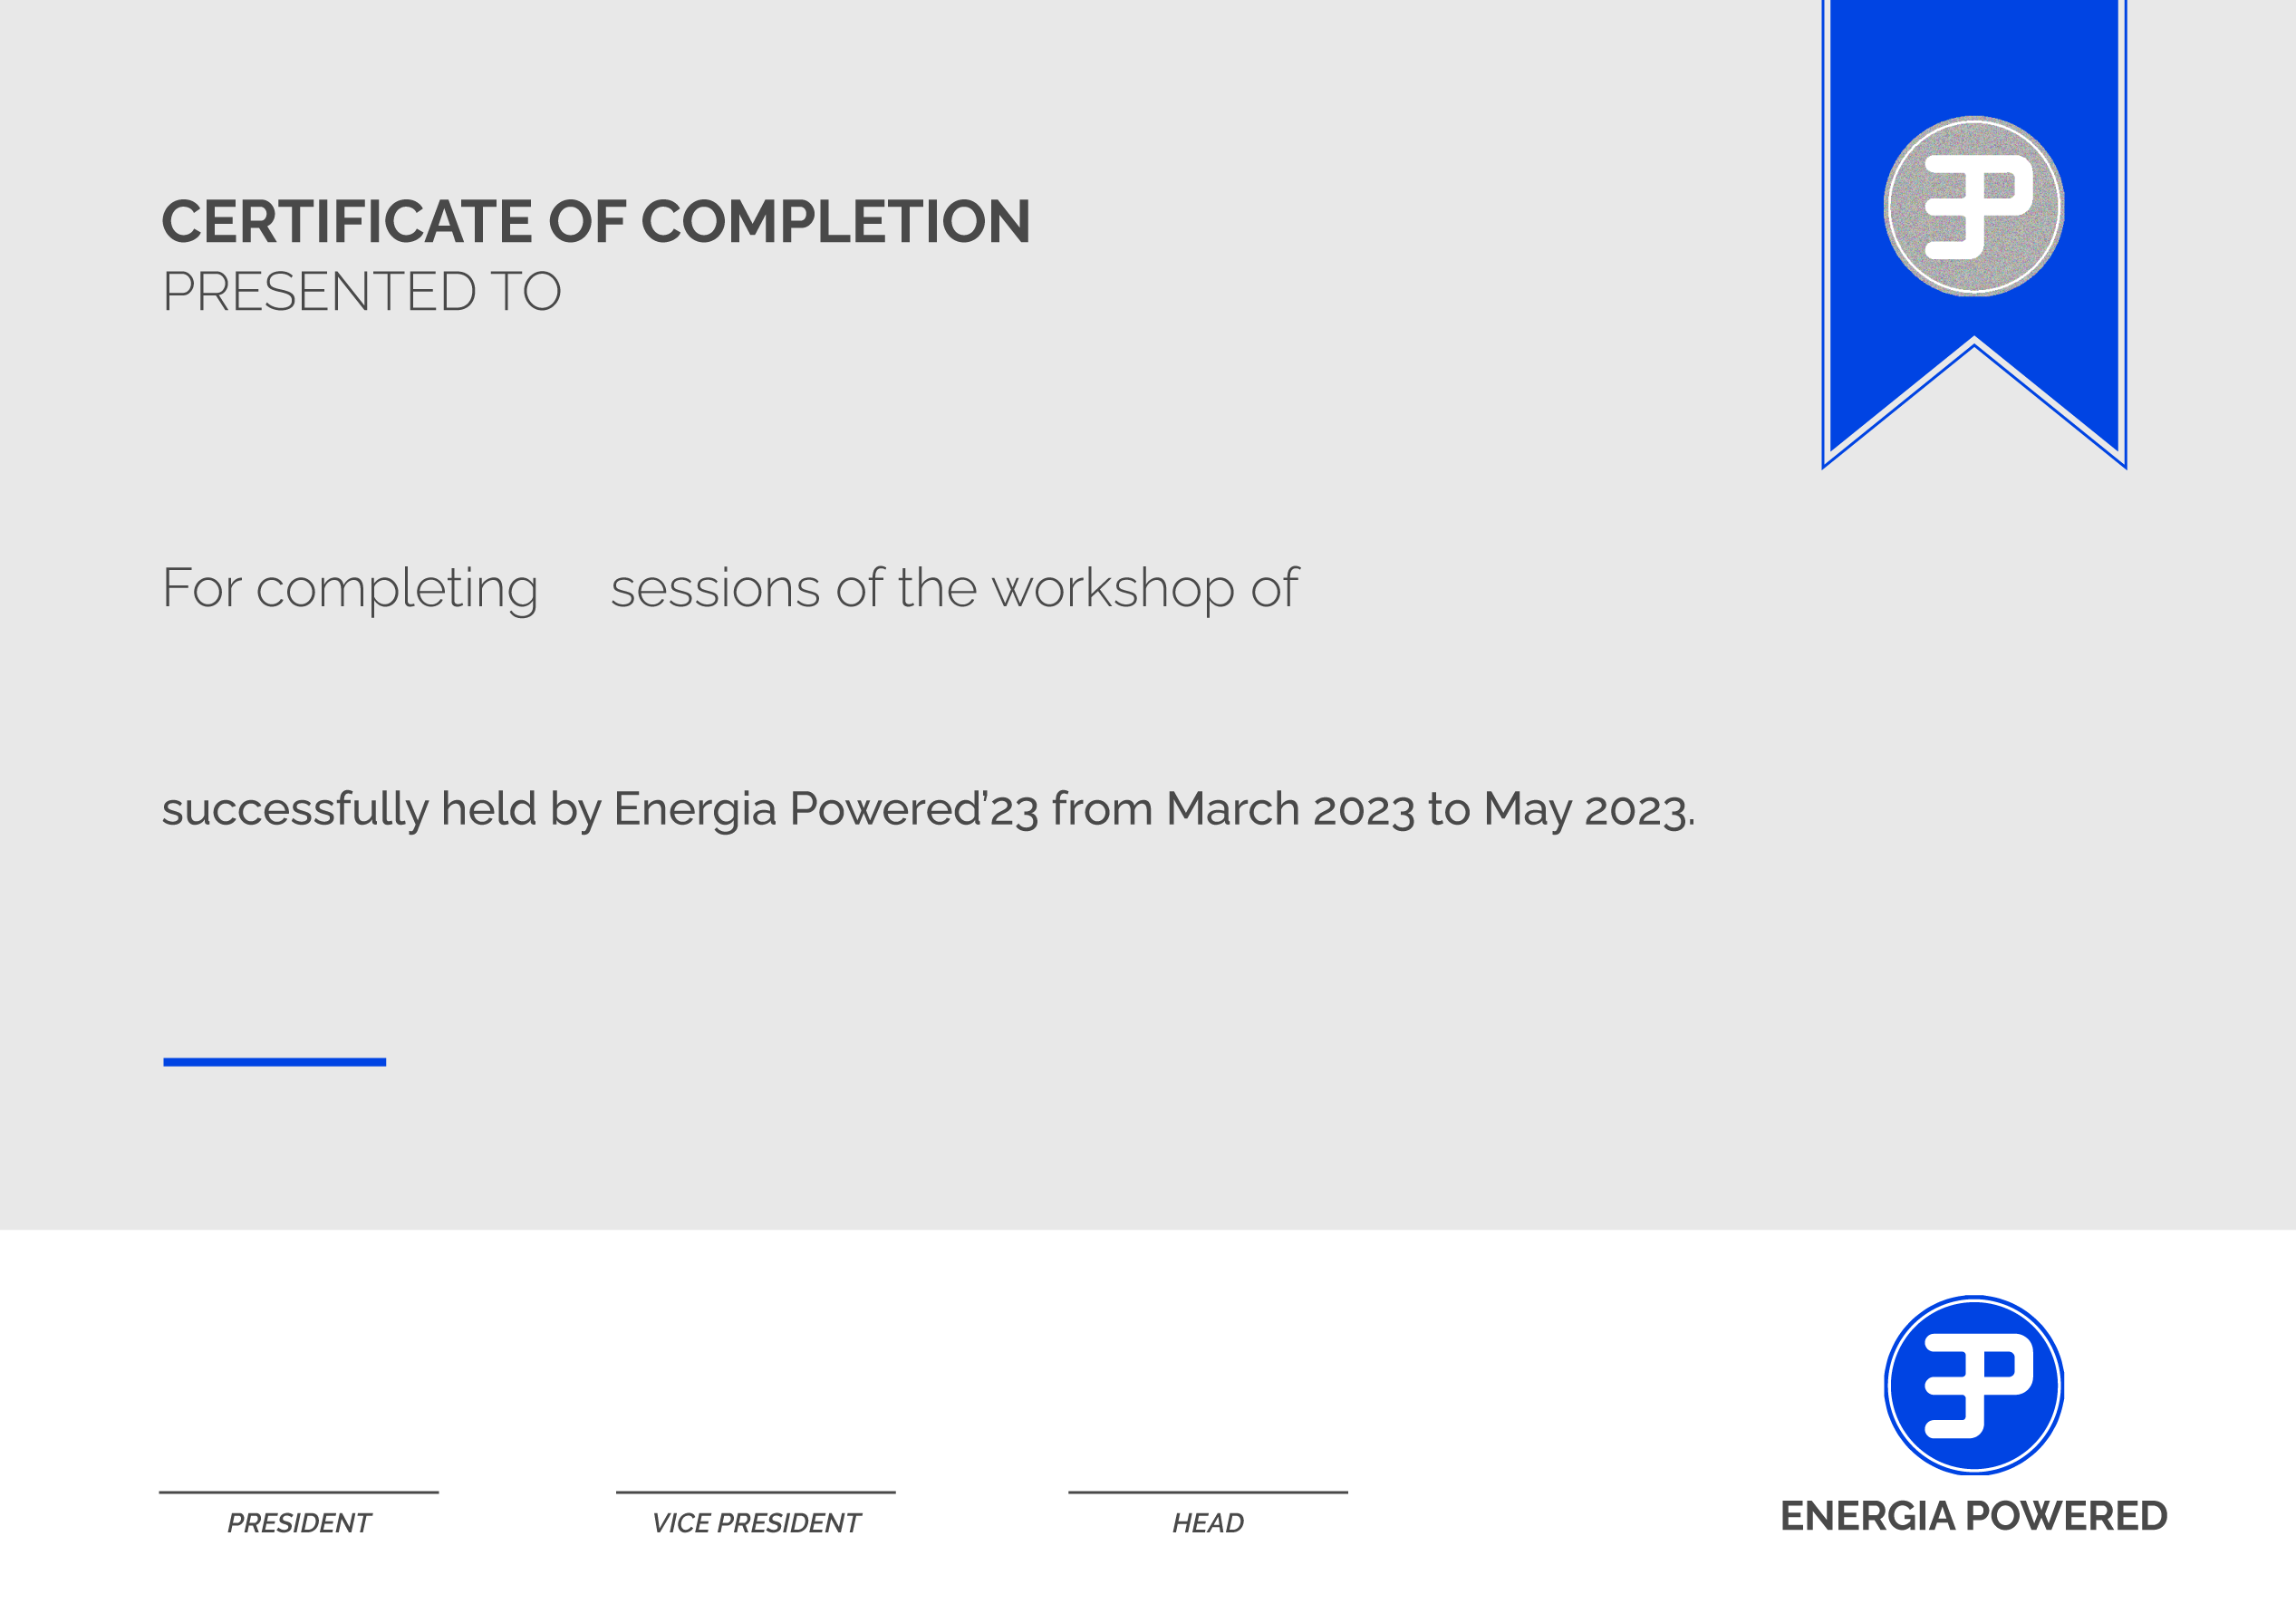 CERTIFICATE OF COMPLETION
PRESENTED TO
For completing sessions of the workshop of
successfully held by Energia Powered’23 from March 2023 to May 2023.
PRESIDENT
VICE PRESIDENT
HEAD
ENERGIA POWERED